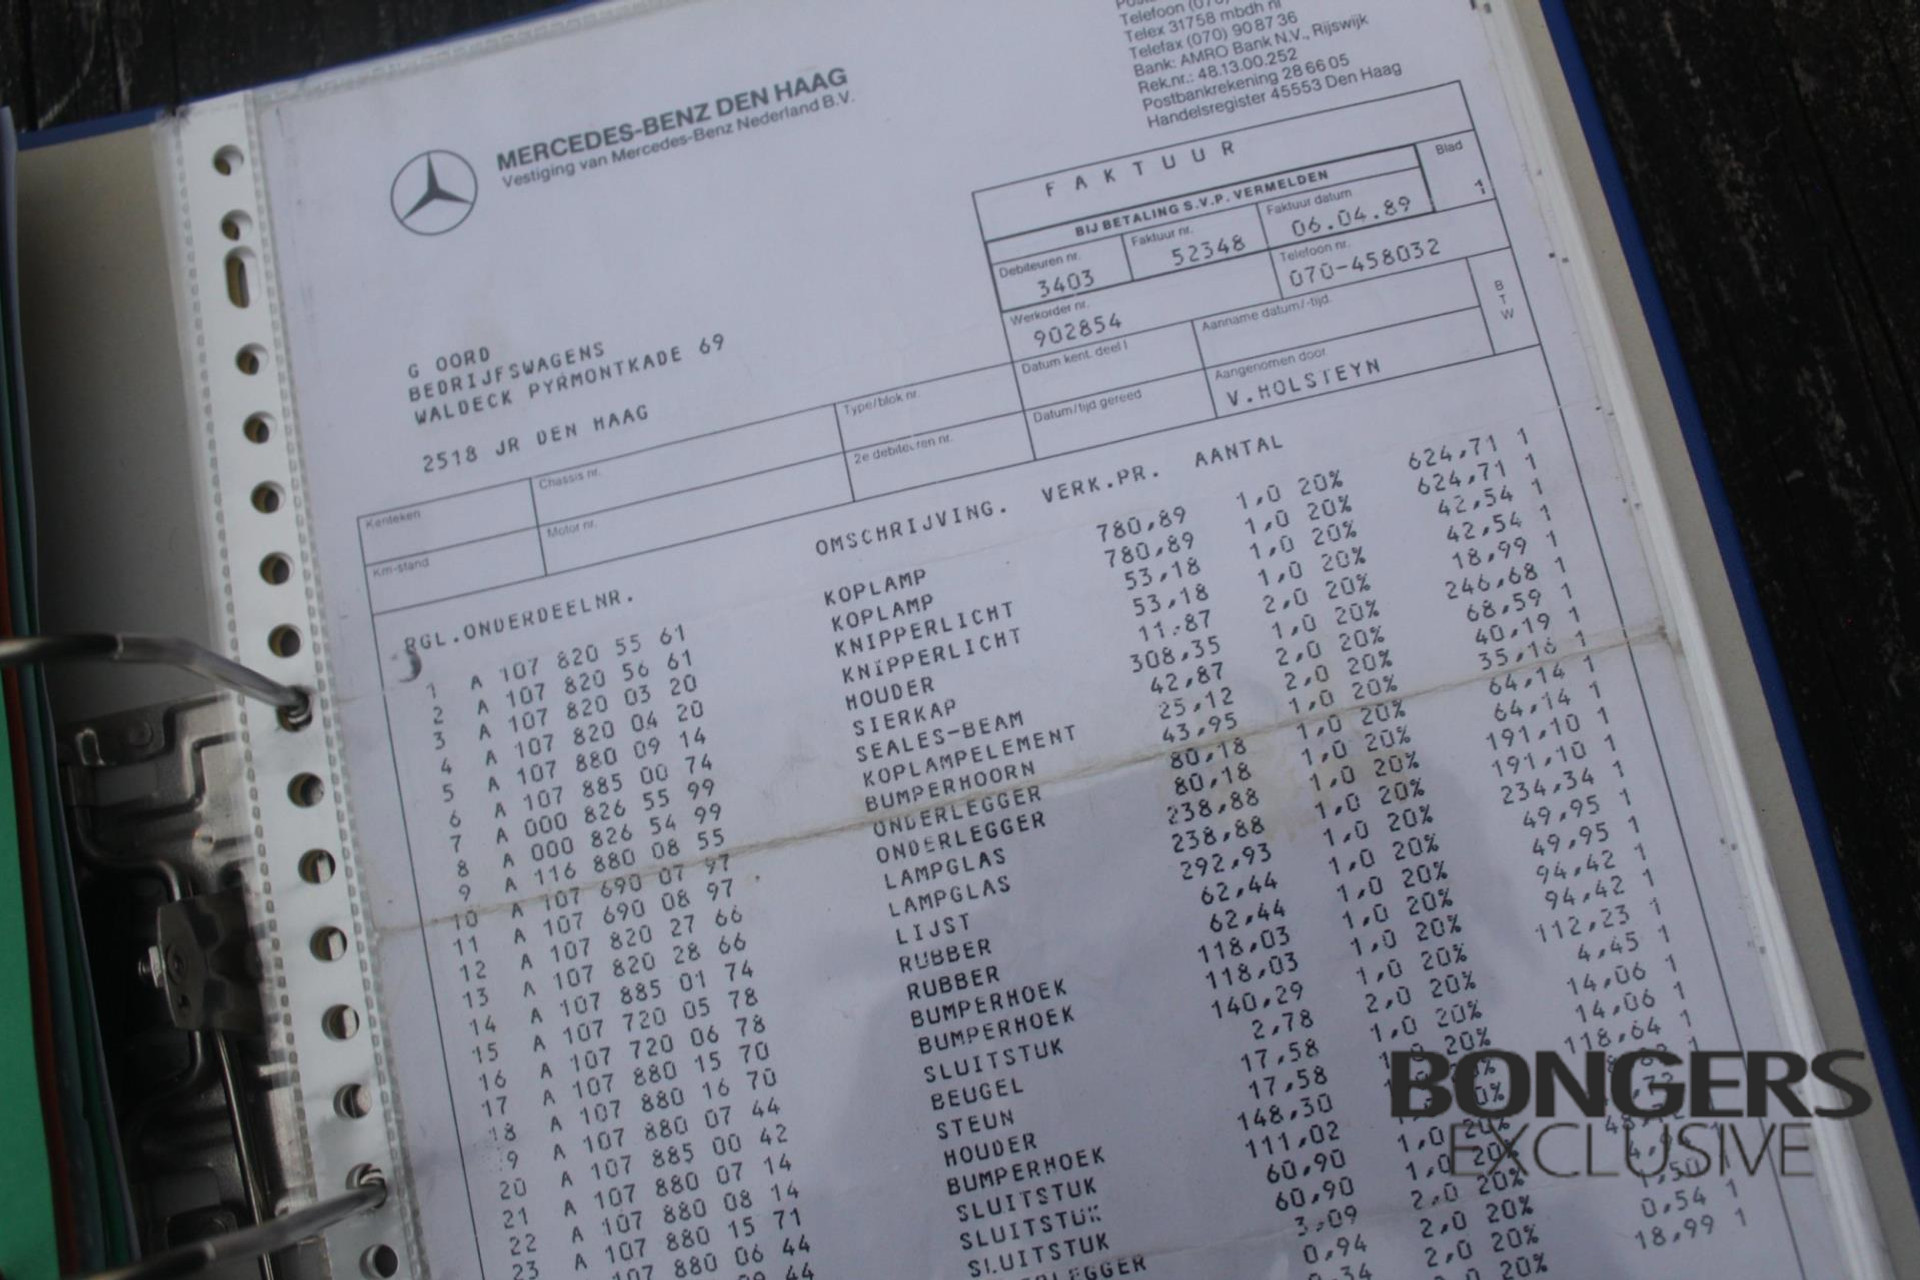 Telefoon (070)
Telex 31758 mbdh nl
Telefax (070) 90 87 36
Bank: AMRO Bank N.V., Rijswijk
Rek.nr.: 48.13.00.252
Postbankrekening 28 66 05
Handelsregister 45553 Den Haag
MERCEDES-BENZ DEN HAAG
Vestiging van Mercedes-Benz Nederland B.V.
FAKTUUR
Blad
1
BIJ BETALING S.V.P. VERMELDEN
Debiteuren nr. Faktuur nr. Faktuur datum
3403 52348 06.04.89
Werkorder nr. Telefoon nr.
902854 070-458032
G OORD
BEDRIJFSWAGENS
WALDECK PYRMONTKADE 69
2518 JR DEN HAAG
Datum kent. deel I Aanname datum/-tijd. BTW
Kenteken Chassis nr. Type/blok nr. Datum/tijd gereed Aangenomen door
V.HOLSTEYN
Km-stand Motor nr. 2e debiteuren nr.
RGL.ONDERDEELNR. OMSCHRIJVING. VERK.PR. AANTAL
1 A 107 820 55 61 KOPLAMP 780,89 1,0 20% 624,71 1
2 A 107 820 56 61 KOPLAMP 780,89 1,0 20% 624,71 1
3 A 107 820 03 20 KNIPPERLICHT 53,18 1,0 20% 42,54 1
4 A 107 820 04 20 KNIPPERLICHT 53,18 1,0 20% 42,54 1
5 A 107 880 09 14 HOUDER 11,87 2,0 20% 18,99 1
6 A 107 885 00 74 SIERKAP 308,35 1,0 20% 246,68 1
7 A 000 826 55 99 SEALES-BEAM 42,87 2,0 20% 68,59 1
8 A 000 826 54 99 KOPLAMPELEMENT 25,12 2,0 20% 40,19 1
9 A 116 880 08 55 BUMPERHOORN 43,95 1,0 20% 35,16 1
10 A 107 690 07 97 ONDERLEGGER 80,18 1,0 20% 64,14 1
11 A 107 690 08 97 ONDERLEGGER 80,18 1,0 20% 64,14 1
12 A 107 820 27 66 LAMPGLAS 238,88 1,0 20% 191,10 1
13 A 107 820 28 66 LAMPGLAS 238,88 1,0 20% 191,10 1
14 A 107 885 01 74 LIJST 292,93 1,0 20% 234,34 1
15 A 107 720 05 78 RUBBER 62,44 1,0 20% 49,95 1
16 A 107 720 06 78 RUBBER 62,44 1,0 20% 49,95 1
17 A 107 880 15 70 BUMPERHOEK 118,03 1,0 20% 94,42 1
18 A 107 880 16 70 BUMPERHOEK 118,03 1,0 20% 94,42 1
9 A 107 880 07 44 SLUITSTUK 140,29 1,0 20% 112,23 1
20 A 107 885 00 42 BEUGEL 2,78 2,0 20% 4,45 1
21 A 107 880 07 14 STEUN 17,58 1,0 20% 14,06 1
22 A 107 880 08 14 HOUDER 17,58 14,06 1
23 A 107 880 15 71 BUMPERHOEK 148,30 118,64 1
107 880 06 44 SLUITSTUK 111,02 1,0
44 SLUITSTUK 60,90 1,0 20%
SLUITSTUK 60,90 2,0 20%
3,09 2,0 20% 0,54 1
0,94 2,0 20% 18,99 1
BONGERS
EXCLUSIVE